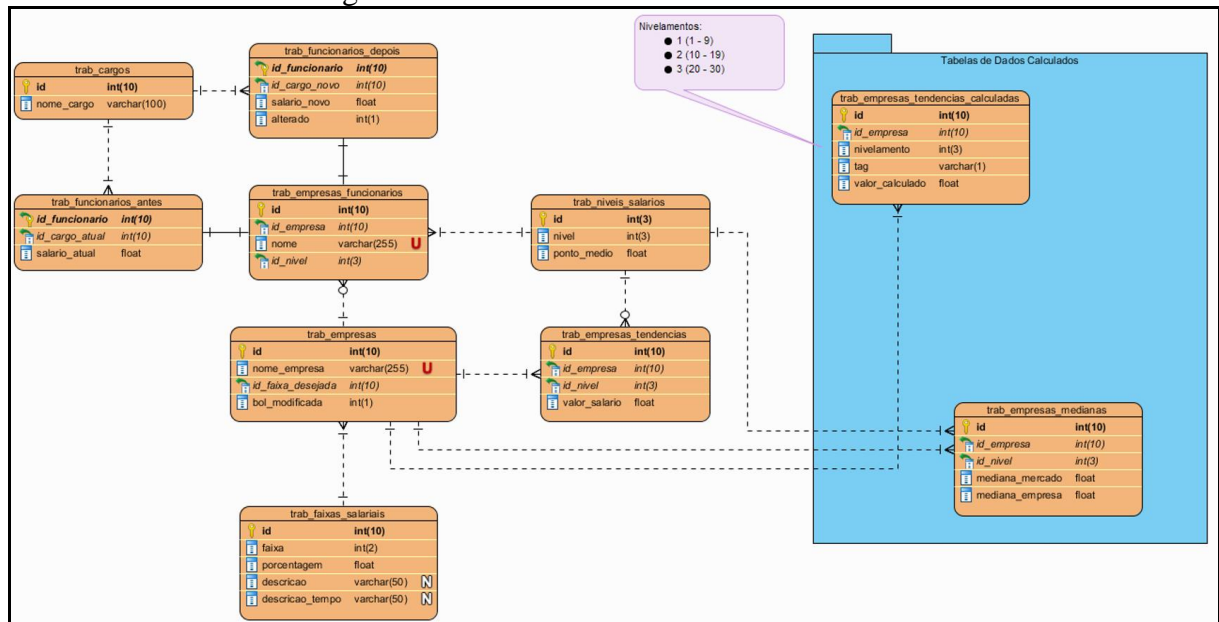 Nivelamentos:
● 1 (1 - 9)
● 2 (10 - 19)
● 3 (20 - 30)
Tabelas de Dados Calculados
trab_funcionarios_depois
id_funcionario int(10)
id_cargo_novo int(10)
salario_novo float
alterado int(1)
trab_cargos
id int(10)
nome_cargo varchar(100)
trab_empresas_tendencias_calculadas
id int(10)
id_empresa int(10)
nivelamento int(3)
tag varchar(1)
valor_calculado float
trab_funcionarios_antes
id_funcionario int(10)
id_cargo_atual int(10)
salario_atual float
trab_empresas_funcionarios
id int(10)
id_empresa int(10)
nome varchar(255) U
id_nivel int(3)
trab_niveis_salarios
id int(3)
nivel int(3)
ponto_medio float
trab_empresas
id int(10)
nome_empresa varchar(255) U
id_faixa_desejada int(10)
bol_modificada int(1)
trab_empresas_tendencias
id int(10)
id_empresa int(10)
id_nivel int(3)
valor_salario float
trab_empresas_medianas
id int(10)
id_empresa int(10)
id_nivel int(3)
mediana_mercado float
mediana_empresa float
trab_faixas_salariais
id int(10)
faixa int(2)
porcentagem float
descricao varchar(50) N
descricao_tempo varchar(50) N